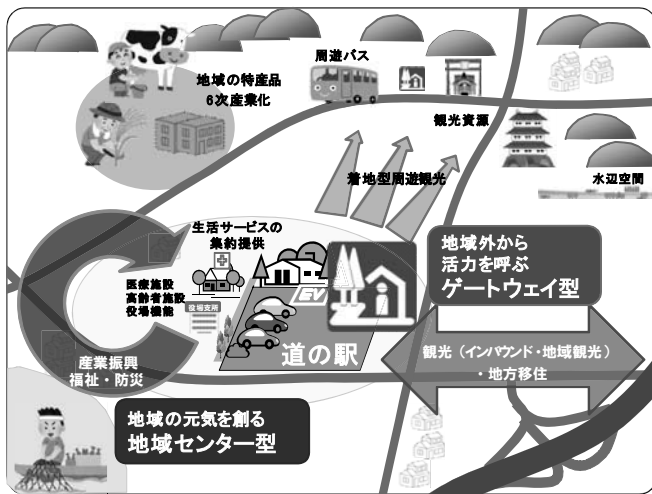 周遊バス
地域の特産品
6次産業化
観光資源
着地型周遊観光
水辺空間
生活サービスの
集約提供
地域外から
活力を呼ぶ
ゲートウェイ型
医療施設
高齢者施設
役場機能
役場支所
EV
道の駅
観光（インバウンド・地域観光）
・地方移住
産業振興
福祉・防災
地域の元気を創る
地域センター型